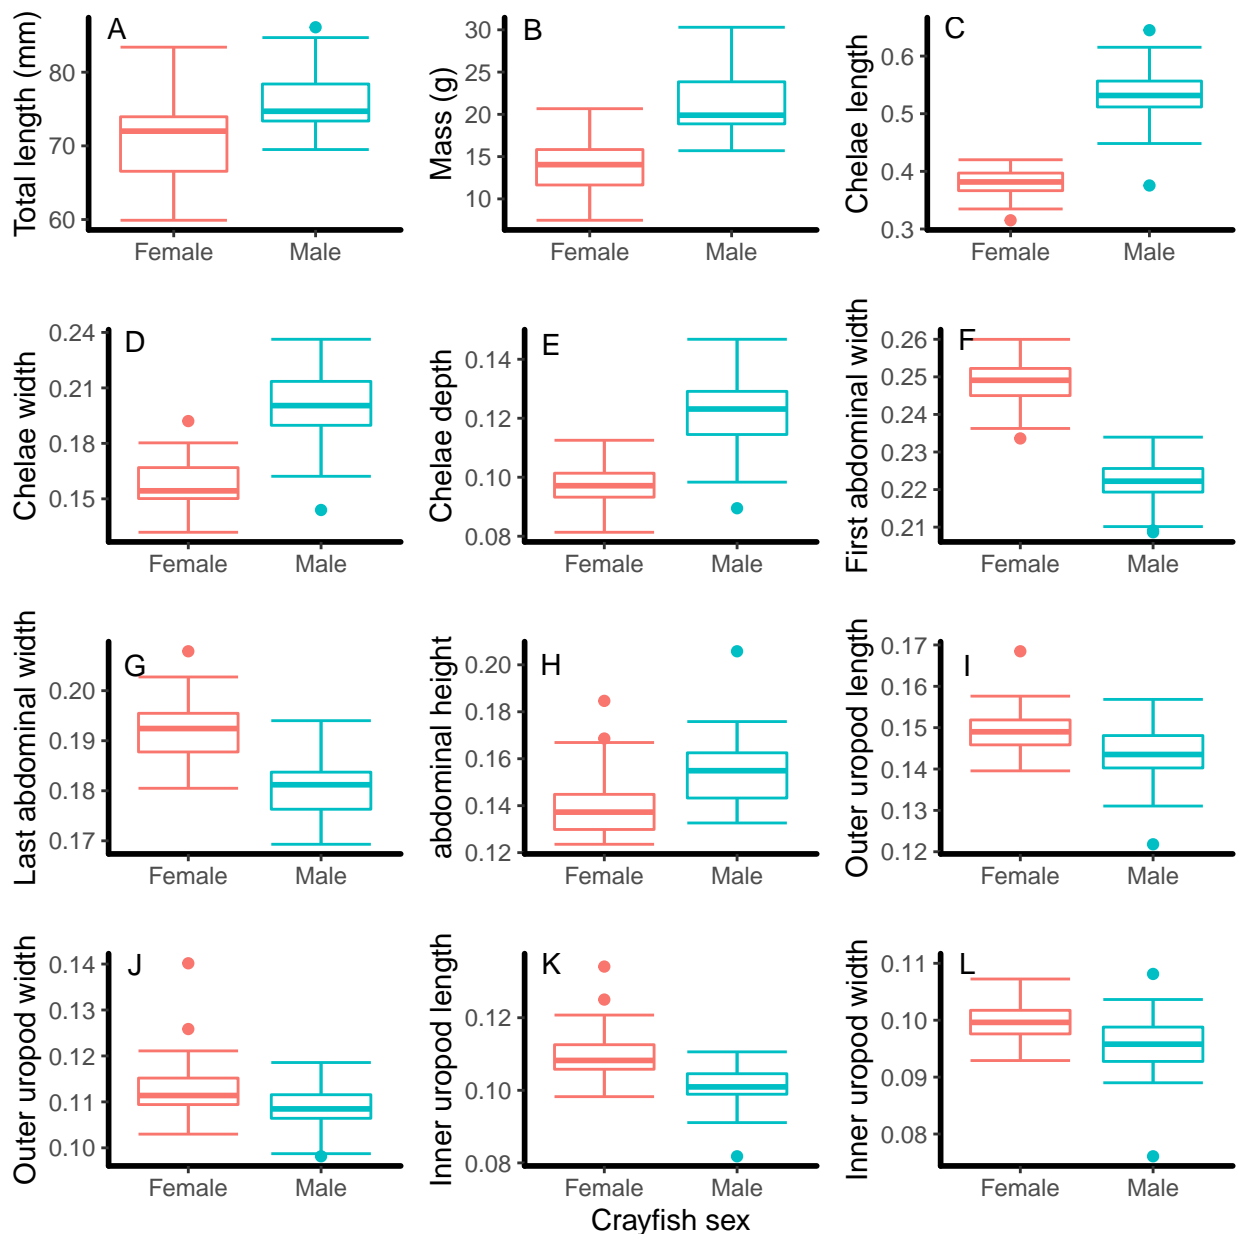 A
Total length (mm)
80
70
60
Female
Male
B
Mass (g)
30
25
20
15
10
Female
Male
C
Chelae length
0.6
0.5
0.4
0.3
Female
Male
D
Chelae width
0.24
0.21
0.18
0.15
Female
Male
E
Chelae depth
0.14
0.12
0.10
0.08
Female
Male
F
First abdominal width
0.26
0.25
0.24
0.23
0.22
0.21
Female
Male
G
Last abdominal width
0.20
0.19
0.18
0.17
Female
Male
H
abdominal height
0.20
0.18
0.16
0.14
0.12
Female
Male
I
Outer uropod length
0.17
0.16
0.15
0.14
0.13
0.12
Female
Male
J
Outer uropod width
0.14
0.13
0.12
0.11
0.10
Female
Male
K
Inner uropod length
0.12
0.10
0.08
Female
Male
L
Inner uropod width
0.11
0.10
0.09
0.08
Female
Male
Crayfish sex